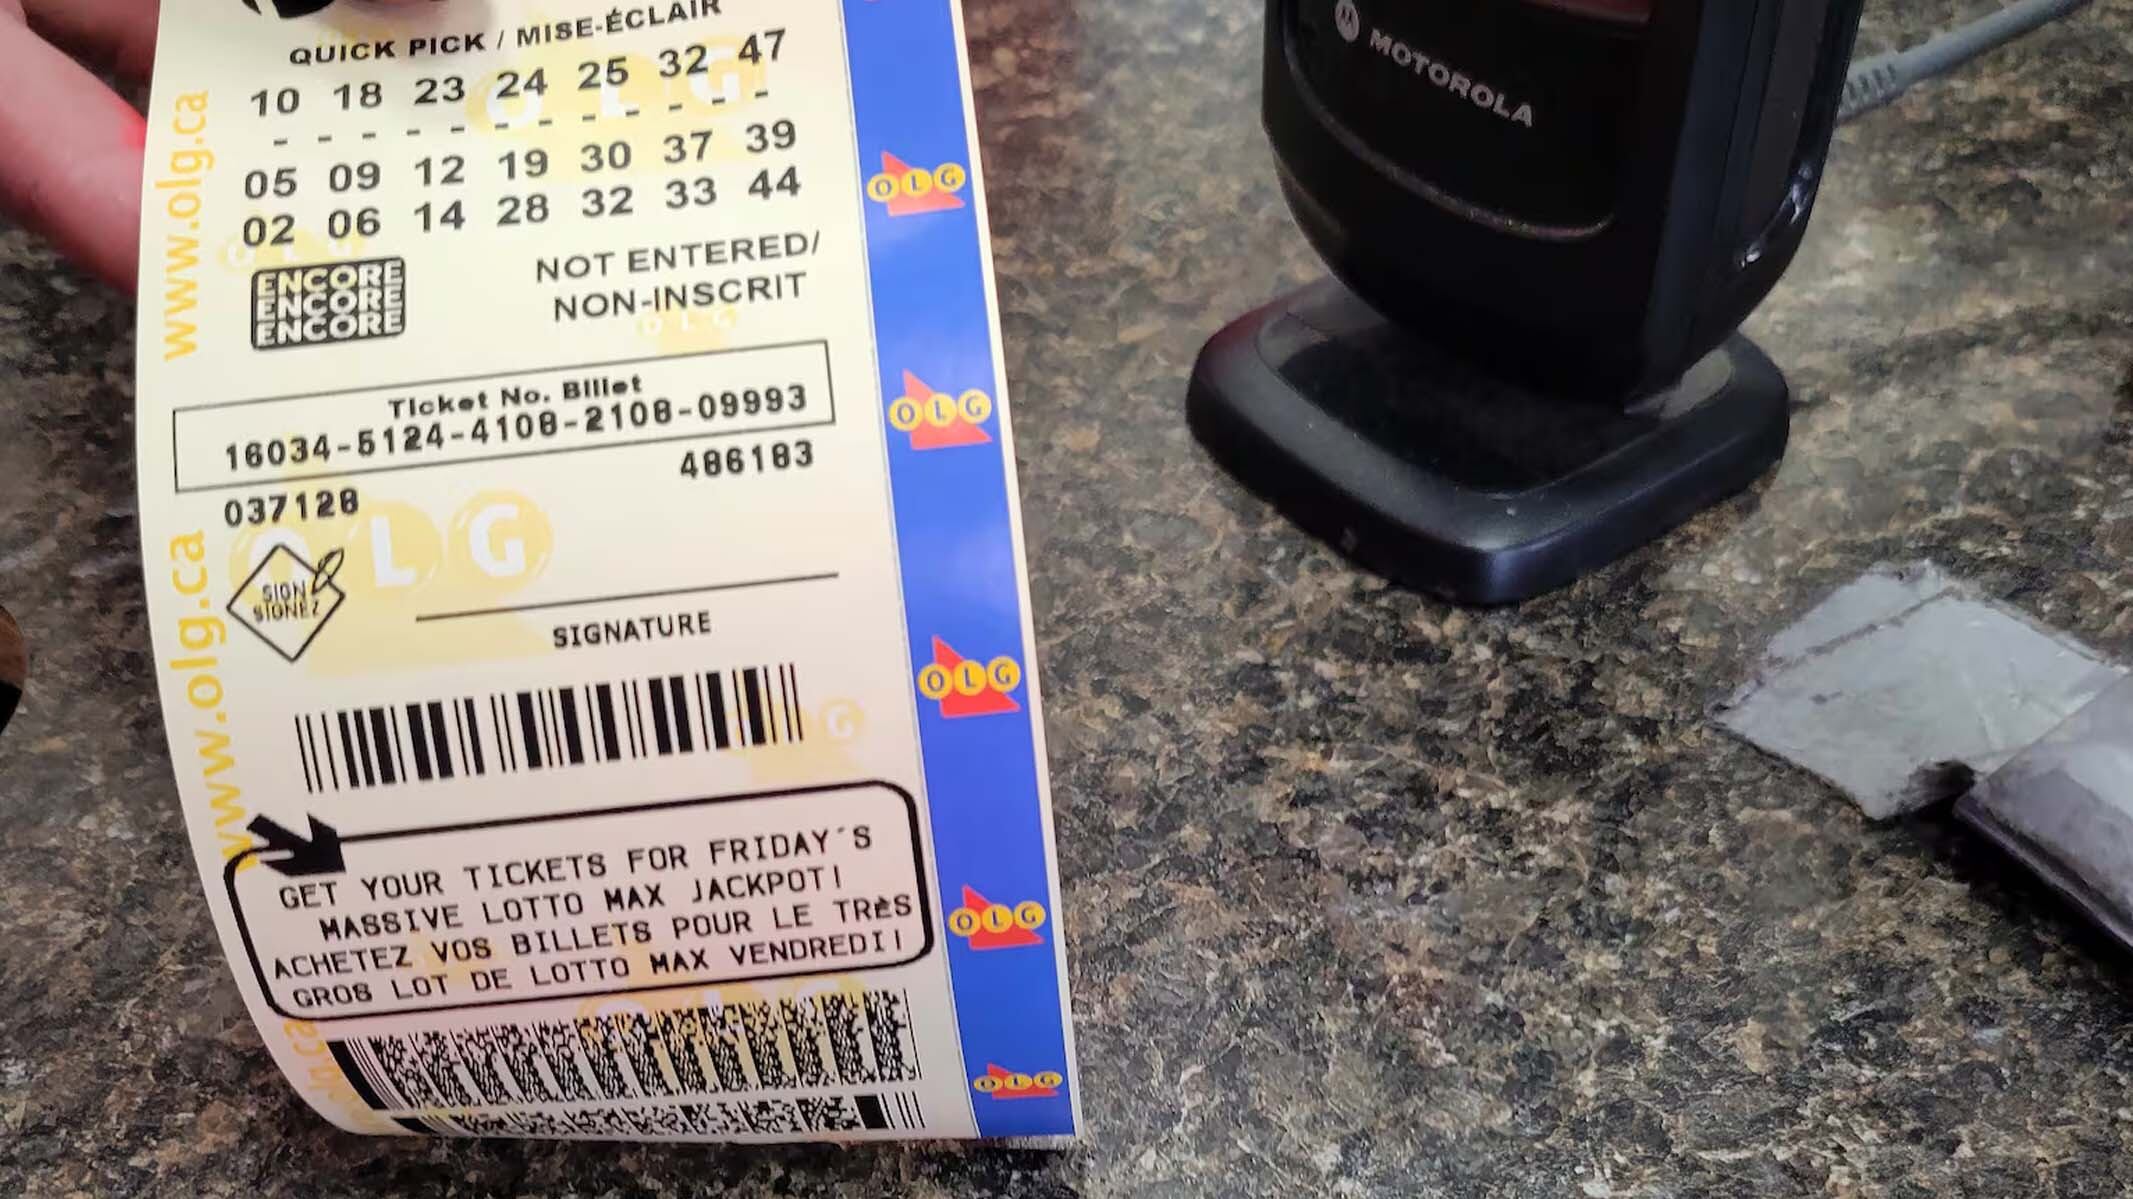 QUICK PICK / MISE-ÉCLAIR
10 18 23 24 25 32 47
- - - - - - - - - - - -
05 09 12 19 30 37 39
02 06 14 28 32 33 44
ENCORE
ENCORE
ENCORE
NOT ENTERED/
NON-INSCRIT
Ticket No. Billet
16034-5124-4108-2108-09993
486183
037128
OLG
SIGN
SIGNEZ
SIGNATURE
GET YOUR TICKETS FOR FRIDAY´S
MASSIVE LOTTO MAX JACKPOT!
ACHETEZ VOS BILLETS POUR LE TRÈS
GROS LOT DE LOTTO MAX VENDREDI!
www.olg.ca
www.olg.ca
olg.ca
OLG
OLG
OLG
OLG
OLG
MOTOROLA